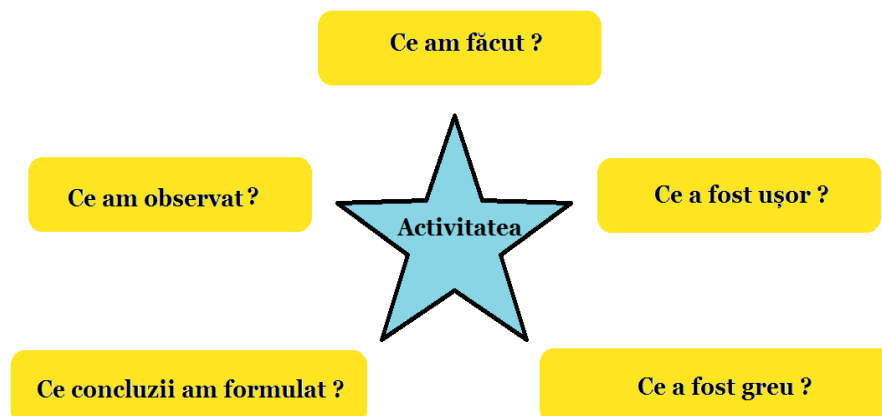 Ce am făcut ?
Ce am observat ?
Ce a fost ușor ?
Activitatea
Ce concluzii am formulat ?
Ce a fost greu ?